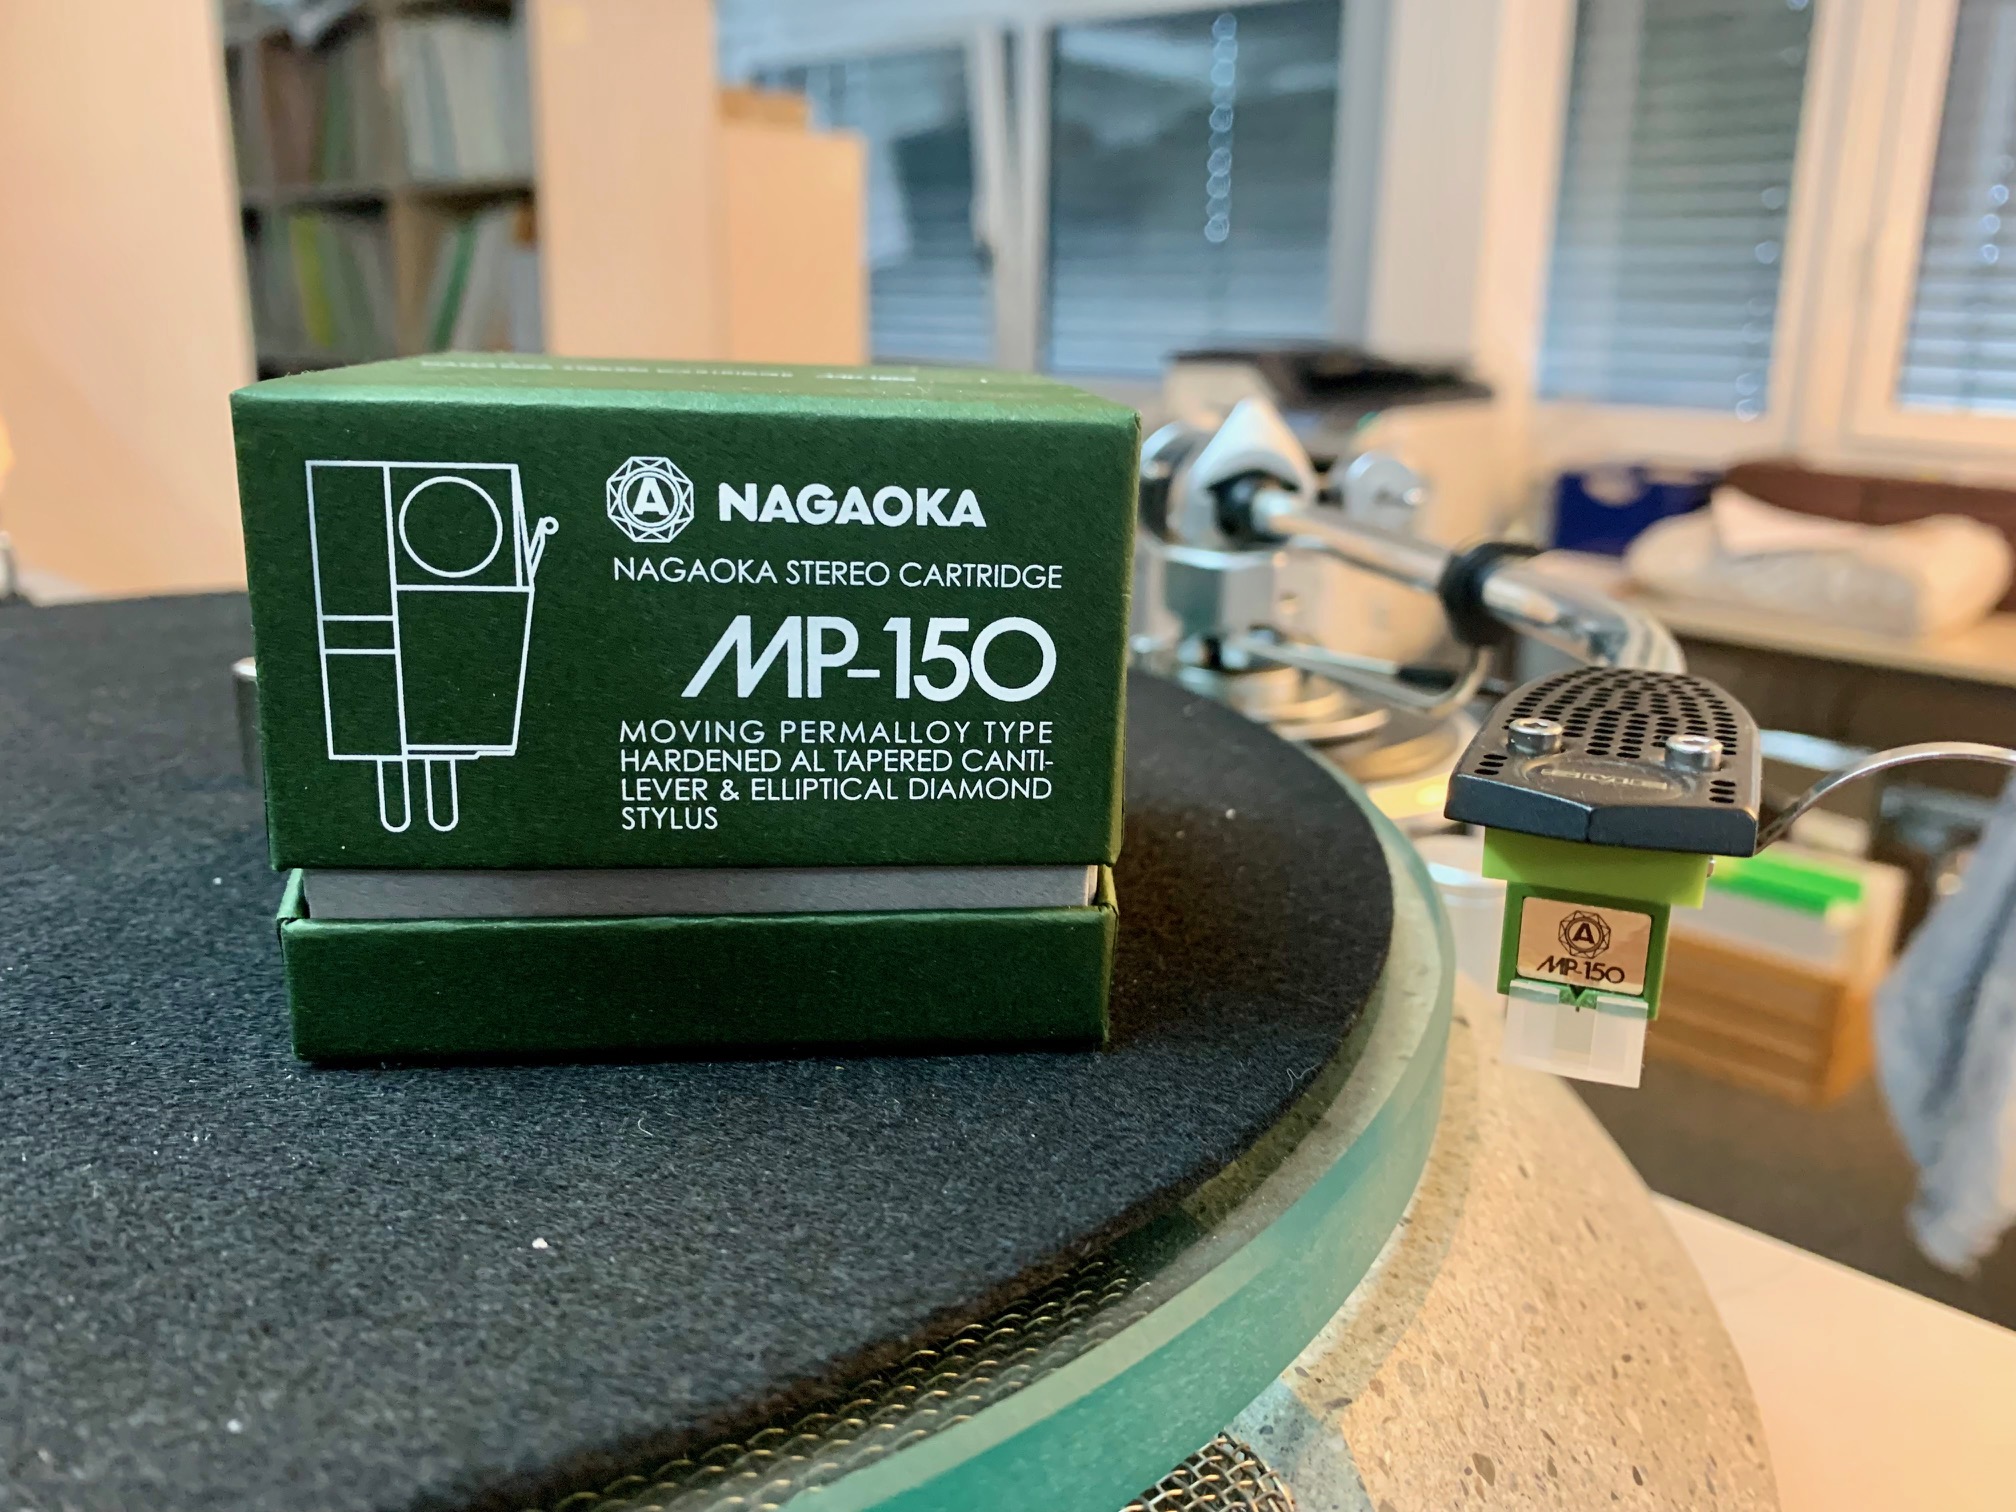 A NAGAOKA
NAGAOKA STEREO CARTRIDGE
MP-150
MOVING PERMALLOY TYPE
HARDENED AL TAPERED CANTI-
LEVER & ELLIPTICAL DIAMOND
STYLUS
A
MP-150